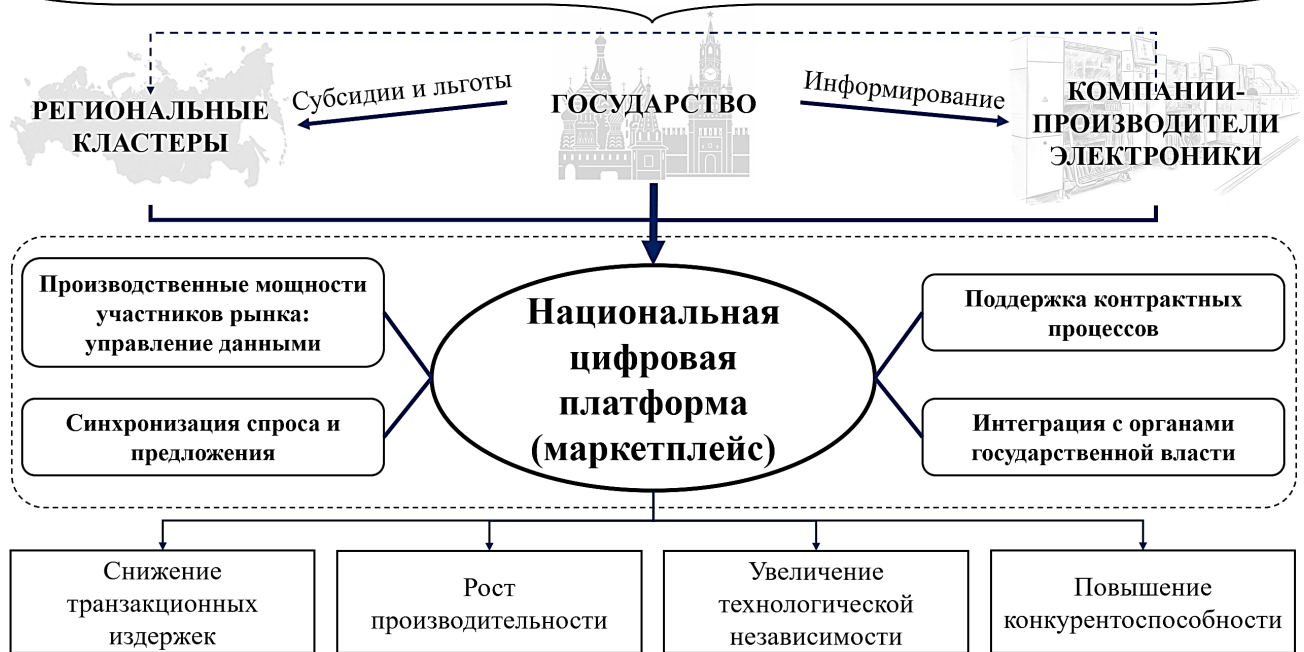 РЕГИОНАЛЬНЫЕ
КЛАСТЕРЫ
Субсидии и льготы
ГОСУДАРСТВО
Информирование
КОМПАНИИ-
ПРОИЗВОДИТЕЛИ
ЭЛЕКТРОНИКИ
Производственные мощности
участников рынка:
управление данными
Синхронизация спроса и
предложения
Национальная
цифровая
платформа
(маркетплейс)
Поддержка контрактных
процессов
Интеграция с органами
государственной власти
Снижение
транзакционных
издержек
Рост
производительности
Увеличение
технологической
независимости
Повышение
конкурентоспособности